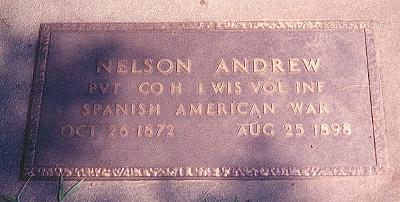 NELSON ANDREW
PVT CO H 1 WIS VOL INF
SPANISH AMERICAN WAR
OCT 26 1872 AUG 25 1898